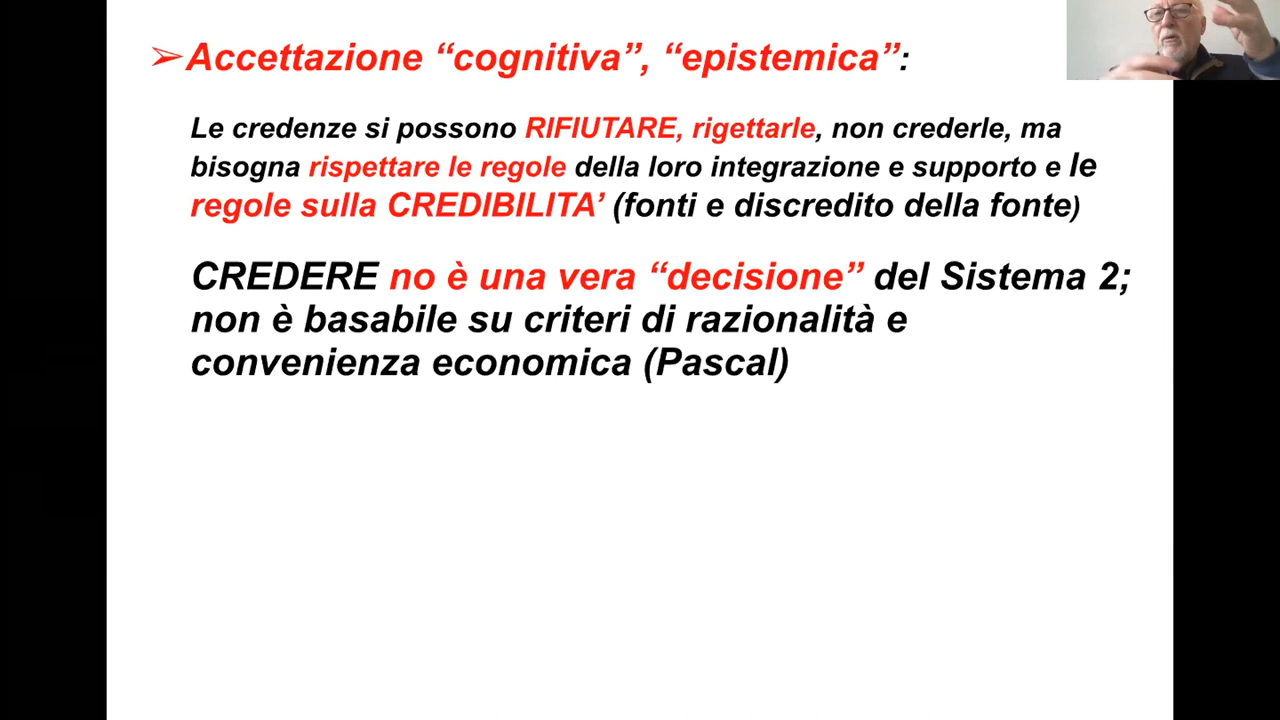 ➢Accettazione “cognitiva”, “epistemica”:
Le credenze si possono RIFIUTARE, rigettarle, non crederle, ma
bisogna rispettare le regole della loro integrazione e supporto e le
regole sulla CREDIBILITA’ (fonti e discredito della fonte)
CREDERE no è una vera “decisione” del Sistema 2;
non è basabile su criteri di razionalità e
convenienza economica (Pascal)